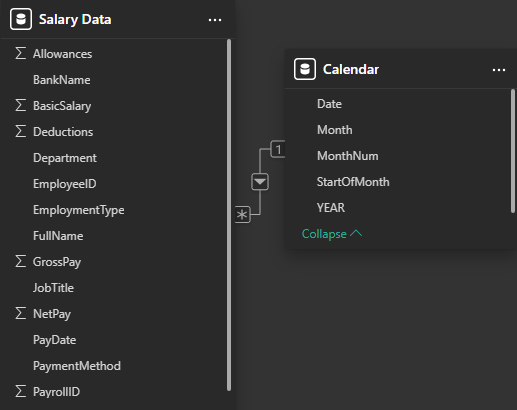 Salary Data ...
Σ Allowances
BankName
Σ BasicSalary
Σ Deductions
Department
EmployeeID
EmploymentType
FullName
Σ GrossPay
JobTitle
Σ NetPay
PayDate
PaymentMethod
Σ PayrollID
1
*
Calendar ...
Date
Month
MonthNum
StartOfMonth
YEAR
Collapse